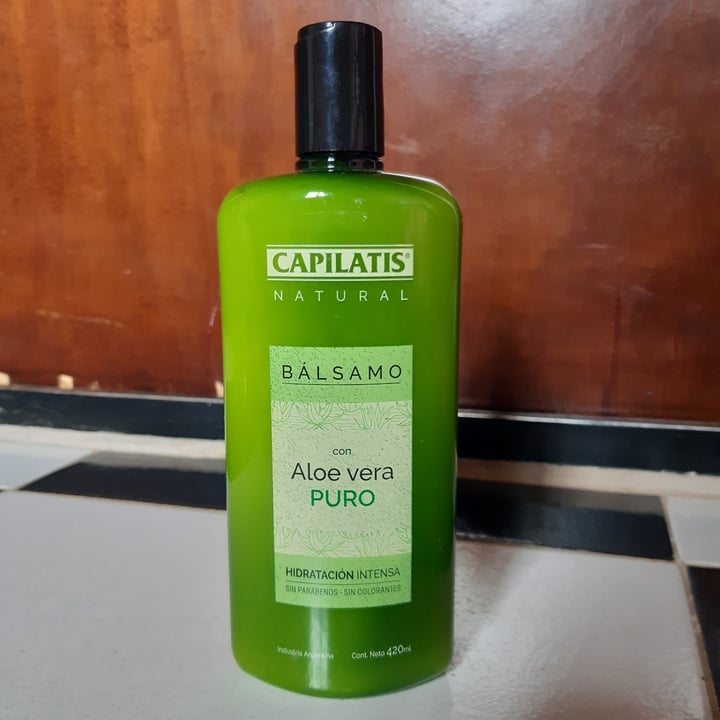 CAPILATIS®
NATURAL
BÁLSAMO
con
Aloe vera
PURO
HIDRATACIÓN INTENSA
SIN PARABENOS - SIN COLORANTES
Industria Argentina Cont. Neto 420ml